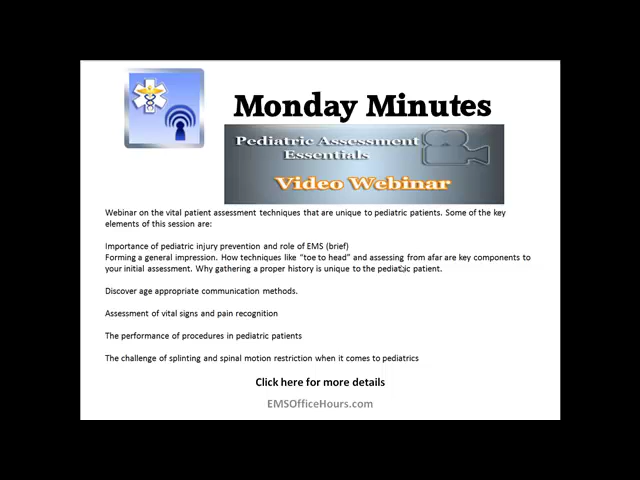 Monday Minutes
Pediatric Assessment
Essentials
Video Webinar
Webinar on the vital patient assessment techniques that are unique to pediatric patients. Some of the key
elements of this session are:
Importance of pediatric injury prevention and role of EMS (brief)
Forming a general impression. How techniques like “toe to head” and assessing from afar are key components to
your initial assessment. Why gathering a proper history is unique to the pediatric patient.
Discover age appropriate communication methods.
Assessment of vital signs and pain recognition
The performance of procedures in pediatric patients
The challenge of splinting and spinal motion restriction when it comes to pediatrics
Click here for more details
EMSOfficeHours.com